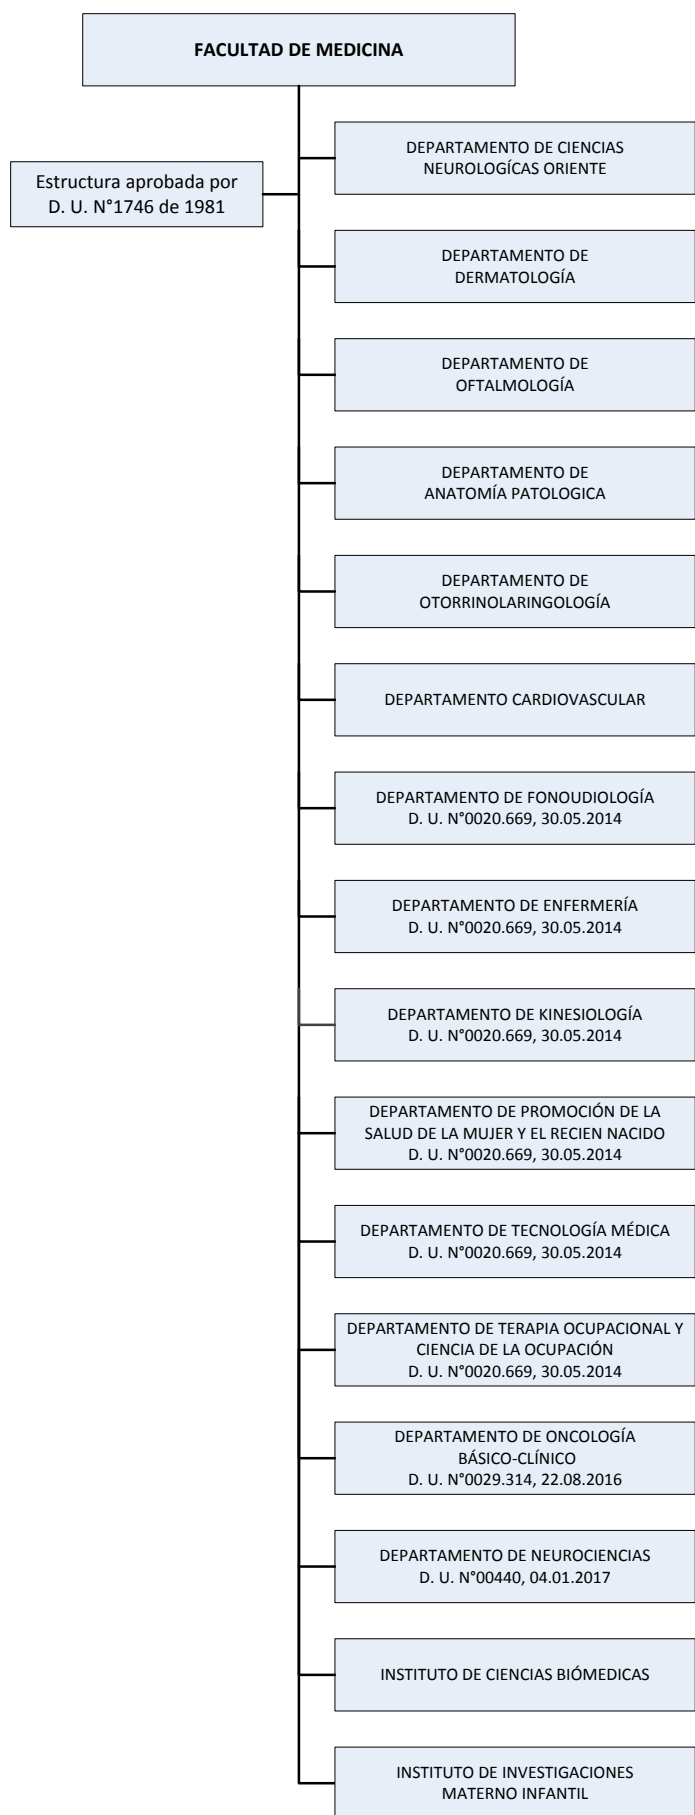 FACULTAD DE MEDICINA
Estructura aprobada por
D. U. N°1746 de 1981
DEPARTAMENTO DE CIENCIAS
NEUROLOGÍCAS ORIENTE
DEPARTAMENTO DE
DERMATOLOGÍA
DEPARTAMENTO DE
OFTALMOLOGÍA
DEPARTAMENTO DE
ANATOMÍA PATOLOGICA
DEPARTAMENTO DE
OTORRINOLARINGOLOGÍA
DEPARTAMENTO CARDIOVASCULAR
DEPARTAMENTO DE FONOUDIOLOGÍA
D. U. N°0020.669, 30.05.2014
DEPARTAMENTO DE ENFERMERÍA
D. U. N°0020.669, 30.05.2014
DEPARTAMENTO DE KINESIOLOGÍA
D. U. N°0020.669, 30.05.2014
DEPARTAMENTO DE PROMOCIÓN DE LA
SALUD DE LA MUJER Y EL RECIEN NACIDO
D. U. N°0020.669, 30.05.2014
DEPARTAMENTO DE TECNOLOGÍA MÉDICA
D. U. N°0020.669, 30.05.2014
DEPARTAMENTO DE TERAPIA OCUPACIONAL Y
CIENCIA DE LA OCUPACIÓN
D. U. N°0020.669, 30.05.2014
DEPARTAMENTO DE ONCOLOGÍA
BÁSICO-CLÍNICO
D. U. N°0029.314, 22.08.2016
DEPARTAMENTO DE NEUROCIENCIAS
D. U. N°00440, 04.01.2017
INSTITUTO DE CIENCIAS BIÓMEDICAS
INSTITUTO DE INVESTIGACIONES
MATERNO INFANTIL